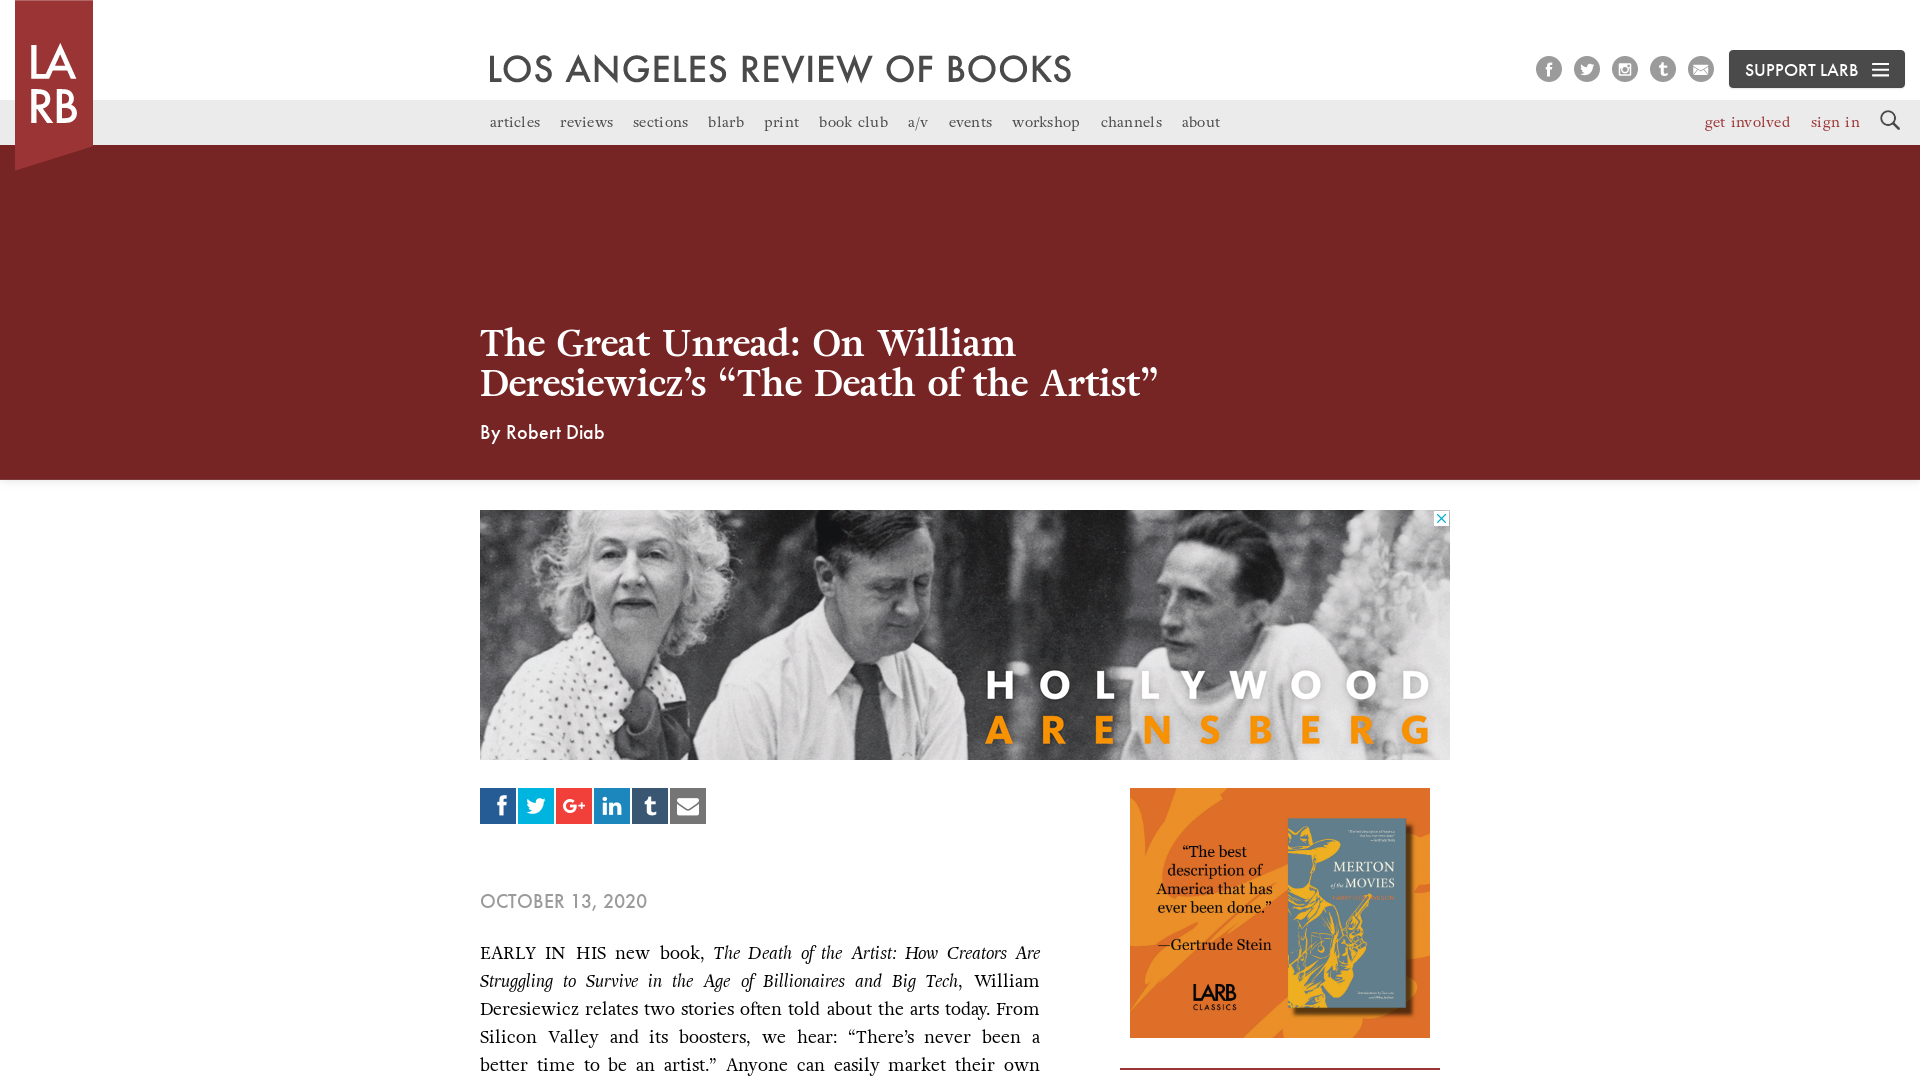 LA
RB
LOS ANGELES REVIEW OF BOOKS
SUPPORT LARB
articles reviews sections blarb print book club a/v events workshop channels about
get involved sign in
The Great Unread: On William
Deresiewicz’s “The Death of the Artist”
By Robert Diab
HOLLYWOOD
ARENSBERG
OCTOBER 13, 2020
EARLY IN HIS new book, The Death of the Artist: How Creators Are
Struggling to Survive in the Age of Billionaires and Big Tech, William
Deresiewicz relates two stories often told about the arts today. From
Silicon Valley and its boosters, we hear: “There’s never been a
better time to be an artist.” Anyone can easily market their own
“The best
description of
America that has
ever been done.”
—Gertrude Stein
LARB
CLASSICS
MERTON
of the MOVIES